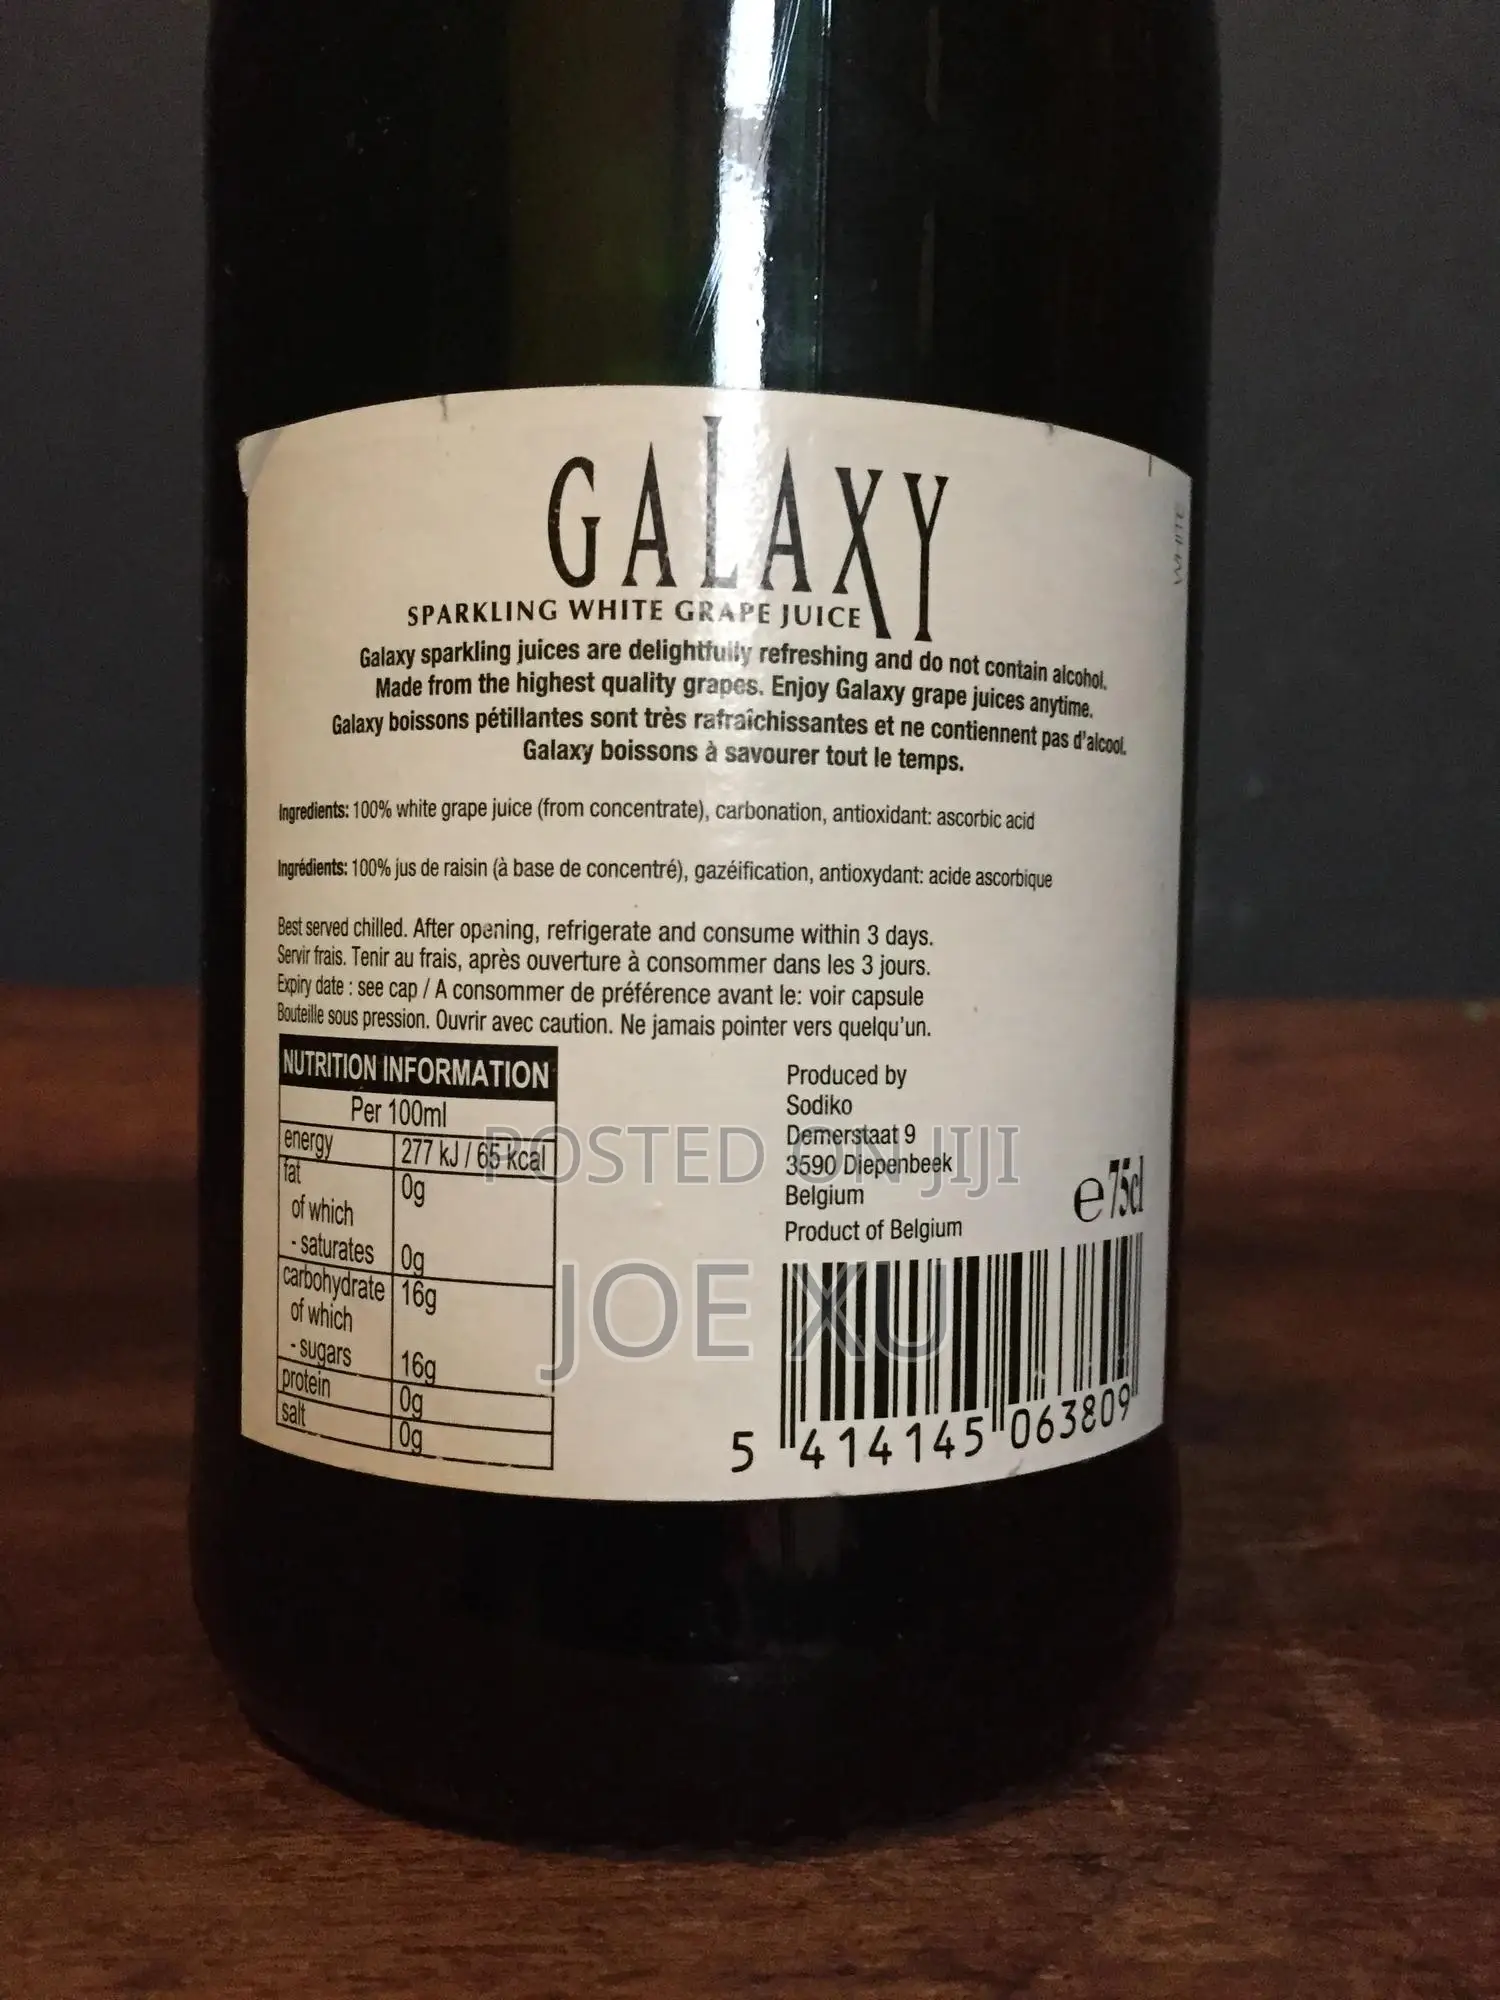 GALAXY
SPARKLING WHITE GRAPE JUICE
WHITE
Galaxy sparkling juices are delightfully refreshing and do not contain alcohol.
Made from the highest quality grapes. Enjoy Galaxy grape juices anytime.
Galaxy boissons pétillantes sont très rafraîchissantes et ne contiennent pas d'alcool.
Galaxy boissons à savourer tout le temps.
Ingredients: 100% white grape juice (from concentrate), carbonation, antioxidant: ascorbic acid
Ingrédients: 100% jus de raisin (à base de concentré), gazéification, antioxydant: acide ascorbique
Best served chilled. After opening, refrigerate and consume within 3 days.
Servir frais. Tenir au frais, après ouverture à consommer dans les 3 jours.
Expiry date : see cap / A consommer de préférence avant le: voir capsule
Bouteille sous pression. Ouvrir avec caution. Ne jamais pointer vers quelqu'un.
NUTRITION INFORMATION
Per 100ml
energy 277 kJ / 65 kcal
fat 0g
of which
- saturates 0g
carbohydrate 16g
of which
- sugars 16g
protein 0g
salt 0g
Produced by
Sodiko
Demerstaat 9
3590 Diepenbeek
Belgium
Product of Belgium
e 75cl
5 414145 063809
POSTED ON JIJI
JOE XU